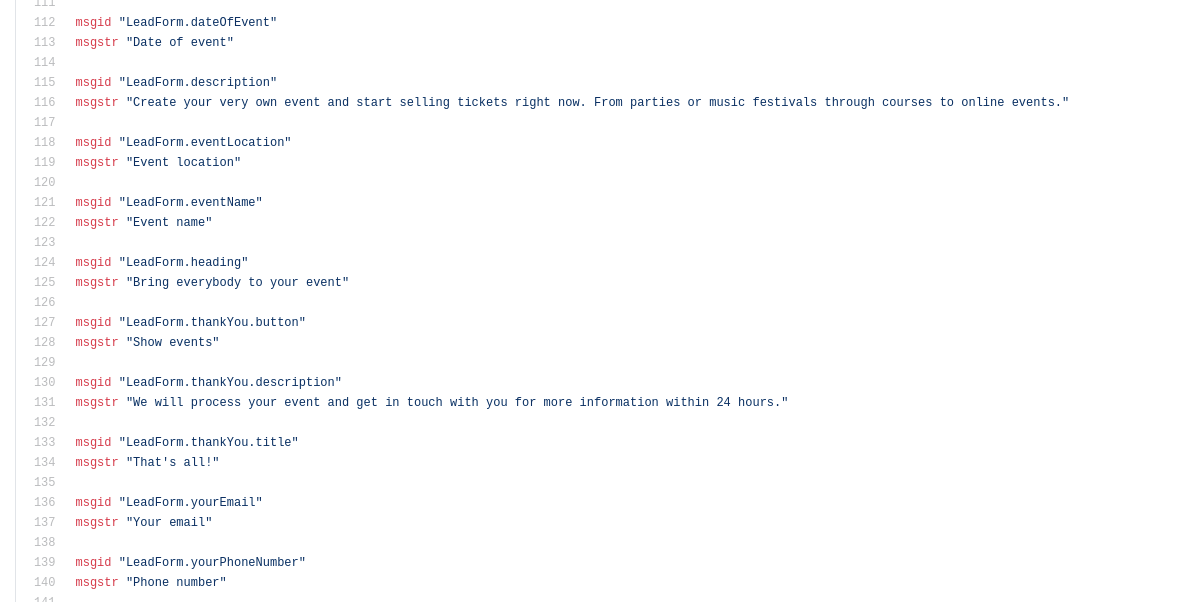 111
112 msgid "LeadForm.dateOfEvent"
113 msgstr "Date of event"
114
115 msgid "LeadForm.description"
116 msgstr "Create your very own event and start selling tickets right now. From parties or music festivals through courses to online events."
117
118 msgid "LeadForm.eventLocation"
119 msgstr "Event location"
120
121 msgid "LeadForm.eventName"
122 msgstr "Event name"
123
124 msgid "LeadForm.heading"
125 msgstr "Bring everybody to your event"
126
127 msgid "LeadForm.thankYou.button"
128 msgstr "Show events"
129
130 msgid "LeadForm.thankYou.description"
131 msgstr "We will process your event and get in touch with you for more information within 24 hours."
132
133 msgid "LeadForm.thankYou.title"
134 msgstr "That's all!"
135
136 msgid "LeadForm.yourEmail"
137 msgstr "Your email"
138
139 msgid "LeadForm.yourPhoneNumber"
140 msgstr "Phone number"
141